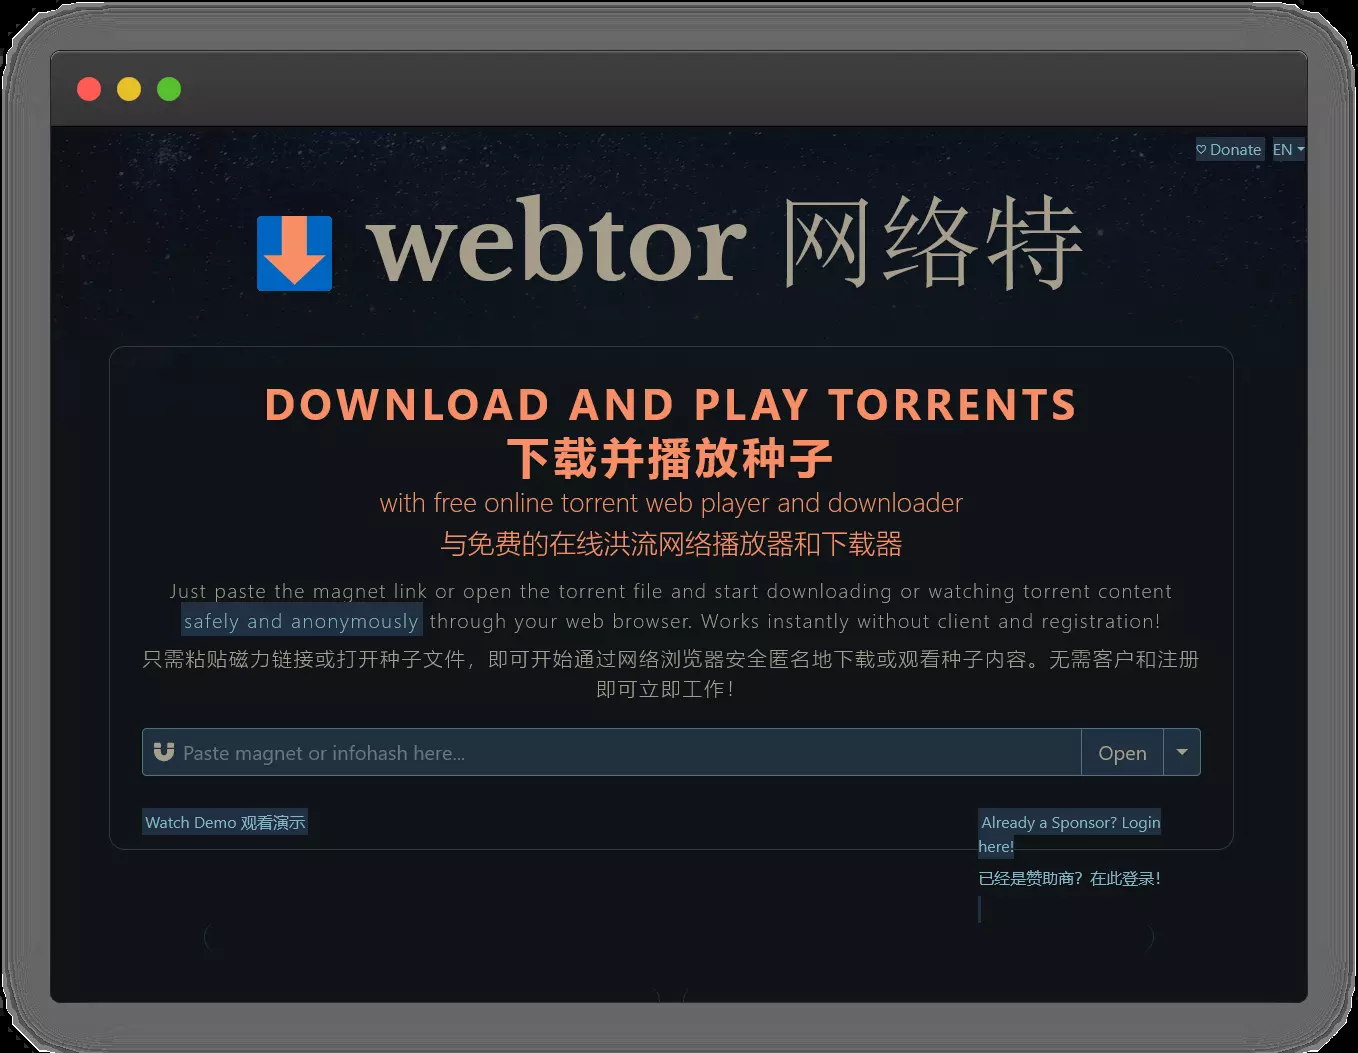 Donate EN
webtor 网络特
DOWNLOAD AND PLAY TORRENTS
下载并播放种子
with free online torrent web player and downloader
与免费的在线洪流网络播放器和下载器
Just paste the magnet link or open the torrent file and start downloading or watching torrent content
safely and anonymously through your web browser. Works instantly without client and registration!
只需粘贴磁力链接或打开种子文件，即可开始通过网络浏览器安全匿名地下载或观看种子内容。无需客户和注册
即可立即工作！
Paste magnet or infohash here... Open
Watch Demo 观看演示
Already a Sponsor? Login
here!
已经是赞助商？在此登录！